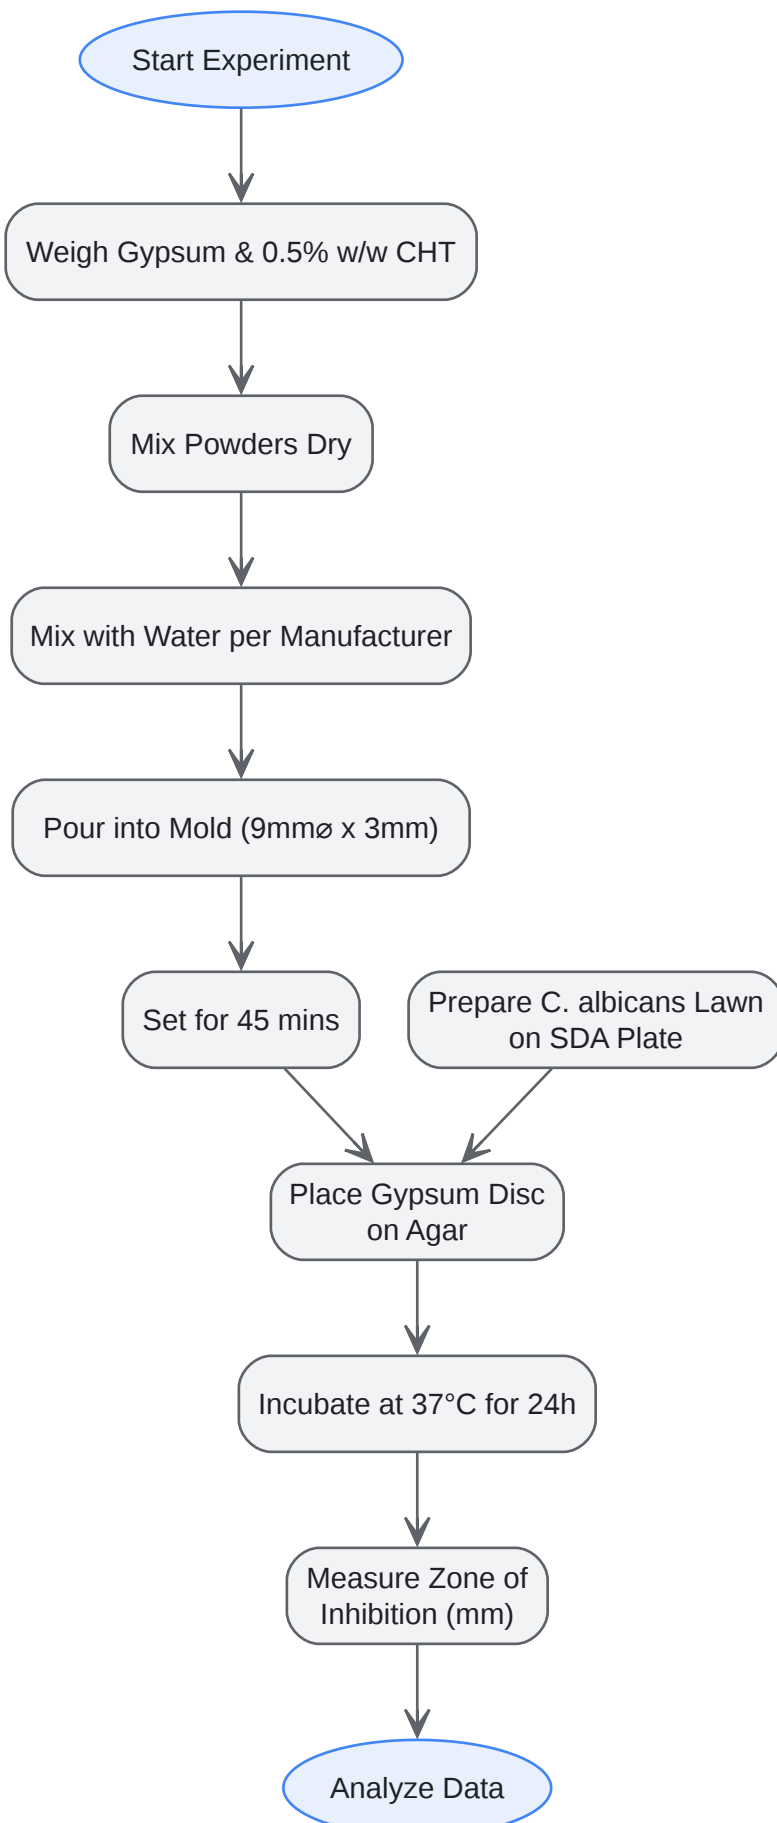 Start Experiment
Weigh Gypsum & 0.5% w/w CHT
Mix Powders Dry
Mix with Water per Manufacturer
Pour into Mold (9mm⌀ x 3mm)
Set for 45 mins
Prepare C. albicans Lawn
on SDA Plate
Place Gypsum Disc
on Agar
Incubate at 37°C for 24h
Measure Zone of
Inhibition (mm)
Analyze Data